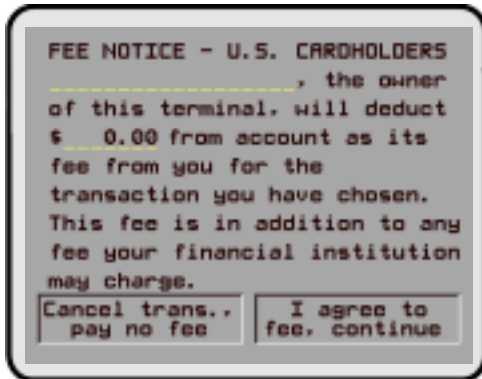 FEE NOTICE - U.S. CARDHOLDERS
___________________, the owner
of this terminal, will deduct
$___0.00 from account as its
fee from you for the
transaction you have chosen.
This fee is in addition to any
fee your financial institution
may charge.
Cancel trans.,
pay no fee
I agree to
fee, continue